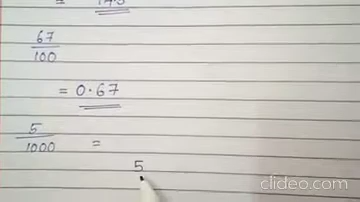 67/100
= 0.67
5/1000 =
5
clideo.com